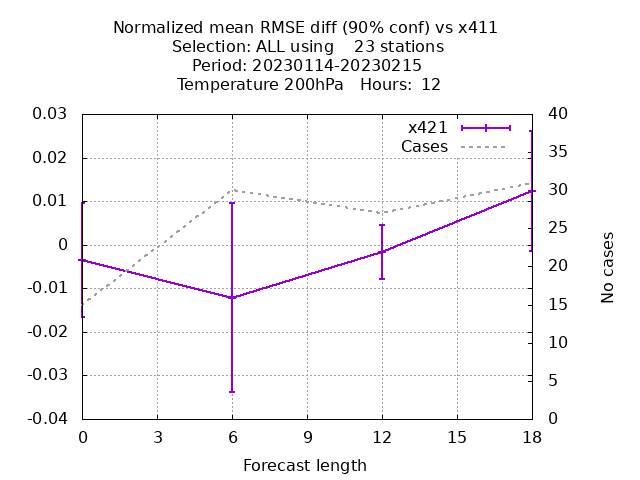 Normalized mean RMSE diff (90% conf) vs x411
Selection: ALL using    23 stations
Period: 20230114-20230215
Temperature 200hPa   Hours:  12
0.03
0.02
0.01
0
-0.01
-0.02
-0.03
-0.04
x421
Cases
40
35
30
25
20
15
10
5
0
No cases
0 3 6 9 12 15 18
Forecast length